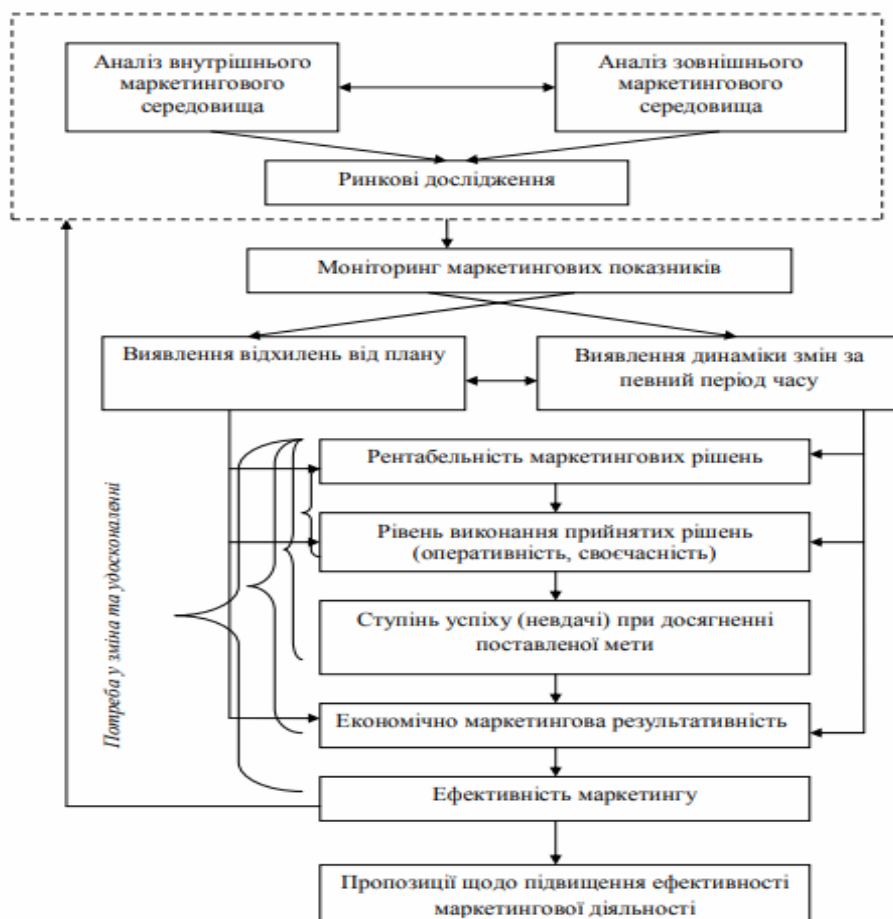 Аналіз внутрішнього
маркетингового
середовища
Аналіз зовнішнього
маркетингового
середовища
Ринкові дослідження
Моніторинг маркетингових показників
Виявлення відхилень від плану
Виявлення динаміки змін за
певний період часу
Потреба у зміна та удосконаленні
Рентабельність маркетингових рішень
Рівень виконання прийнятих рішень
(оперативність, своєчасність)
Ступінь успіху (невдачі) при досягненні
поставленої мети
Економічно маркетингова результативність
Ефективність маркетингу
Пропозиції щодо підвищення ефективності
маркетингової діяльності